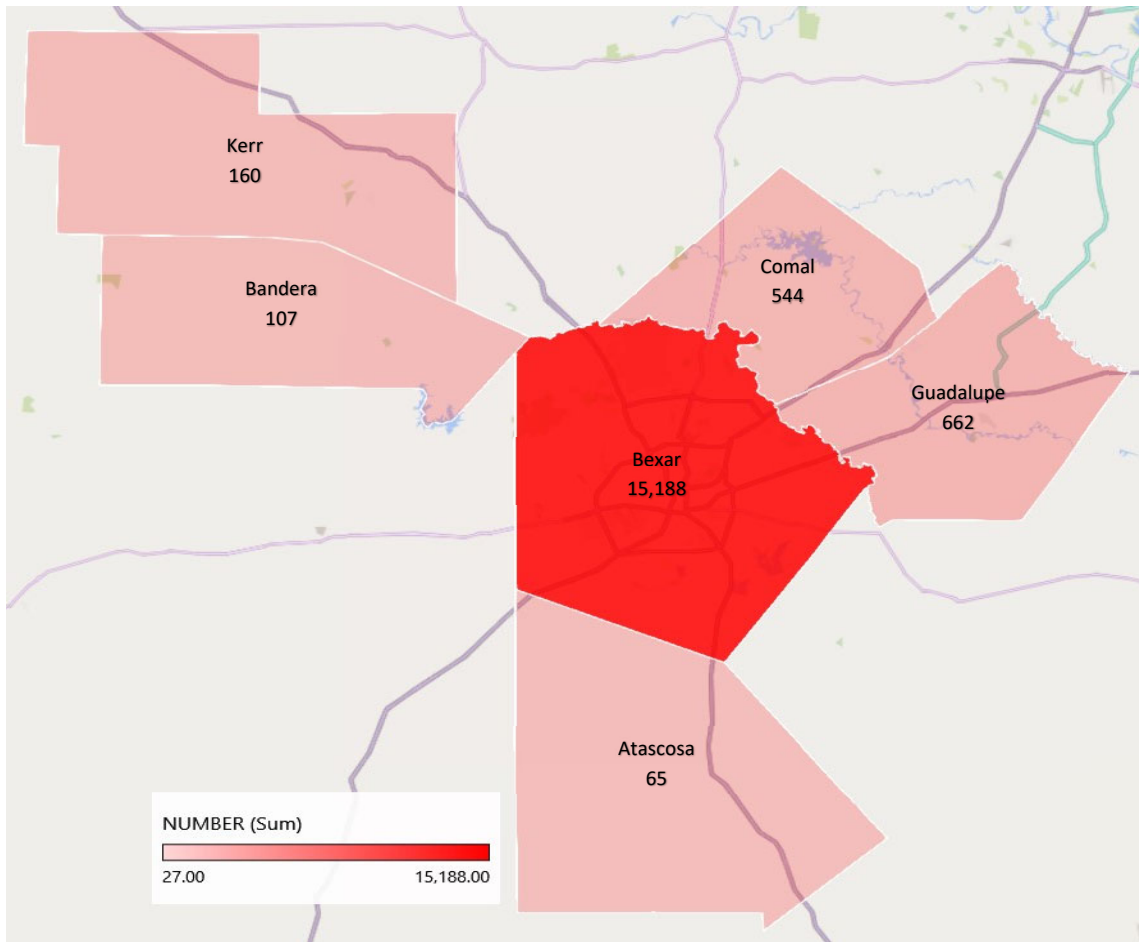 Kerr
160
Bandera
107
Comal
544
Guadalupe
662
Bexar
15,188
Atascosa
65
NUMBER (Sum)
27.00 15,188.00